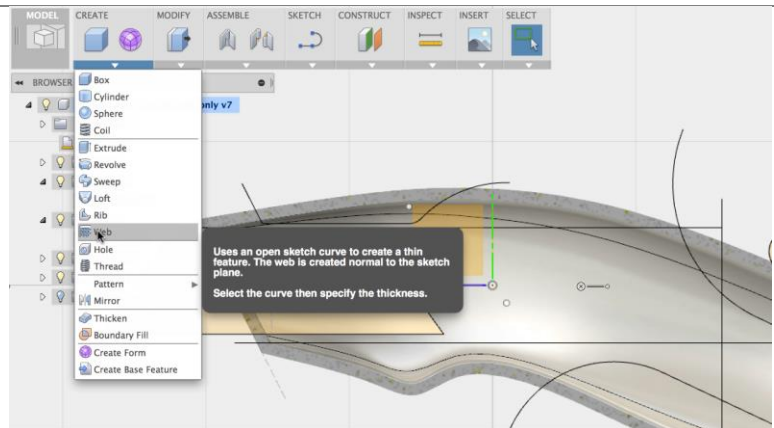 MODEL CREATE MODIFY ASSEMBLE SKETCH CONSTRUCT INSPECT INSERT SELECT
BROWSER
only v7
Box
Cylinder
Sphere
Coil
Extrude
Revolve
Sweep
Loft
Rib
Web
Hole
Thread
Pattern
Mirror
Thicken
Boundary Fill
Create Form
Create Base Feature
Uses an open sketch curve to create a thin
feature. The web is created normal to the sketch
plane.
Select the curve then specify the thickness.